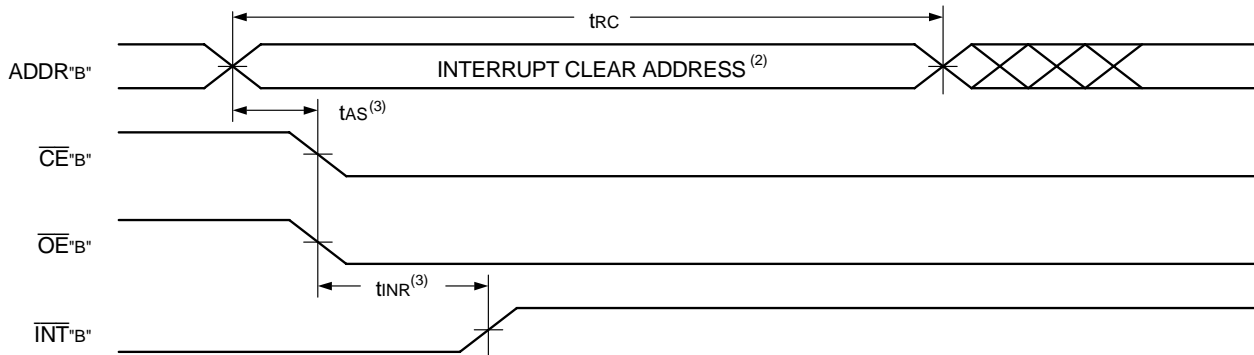 tRC
ADDR"B"
INTERRUPT CLEAR ADDRESS(2)
tAS(3)
CE"B"
OE"B"
tINR(3)
INT"B"